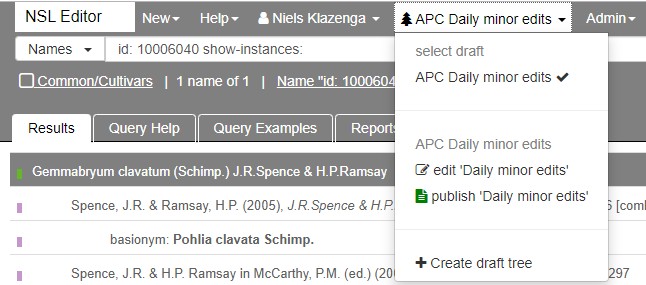 NSL Editor New Help Niels Klazenga APC Daily minor edits Admin
Names id: 10006040 show-instances:
Common/Cultivars | 1 name of 1 | Name "id: 1000604
select draft
APC Daily minor edits
APC Daily minor edits
edit 'Daily minor edits'
publish 'Daily minor edits'
Create draft tree
Results Query Help Query Examples Reports
Gemmabryum clavatum (Schimp.) J.R.Spence & H.P.Ramsay
Spence, J.R. & Ramsay, H.P. (2005), J.R.Spence & H.P. 6 [comb
basionym: Pohlia clavata Schimp.
Spence, J.R. & H.P. Ramsay in McCarthy, P.M. (ed.) (20 297